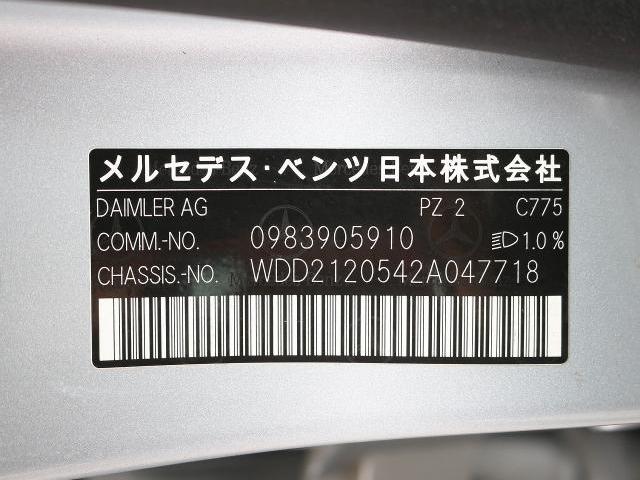 メルセデス・ベンツ日本株式会社
DAIMLER AG PZ 2 C775
COMM.-NO. 0983905910 1.0%
CHASSIS.-NO. WDD2120542A047718